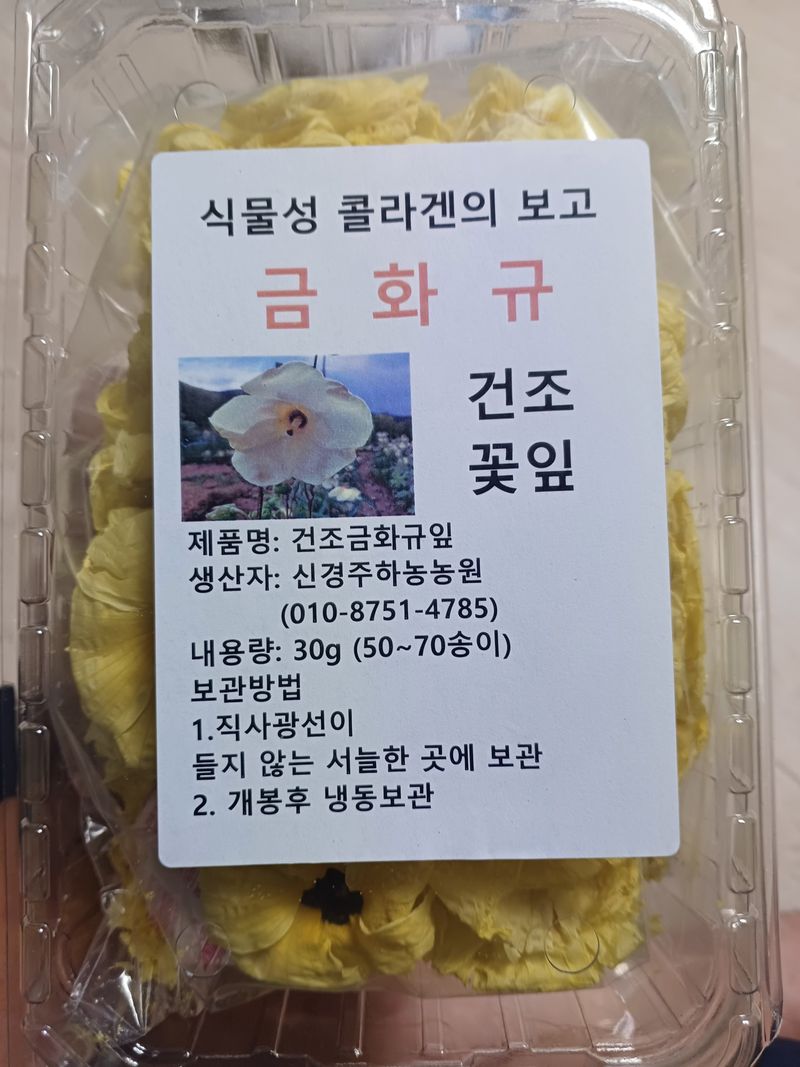 식물성 콜라겐의 보고
금 화 규
건조
꽃잎
제품명: 건조금화규잎
생산자: 신경주하농농원
(010-8751-4785)
내용량: 30g (50~70송이)
보관방법
1.직사광선이
들지 않는 서늘한 곳에 보관
2. 개봉후 냉동보관